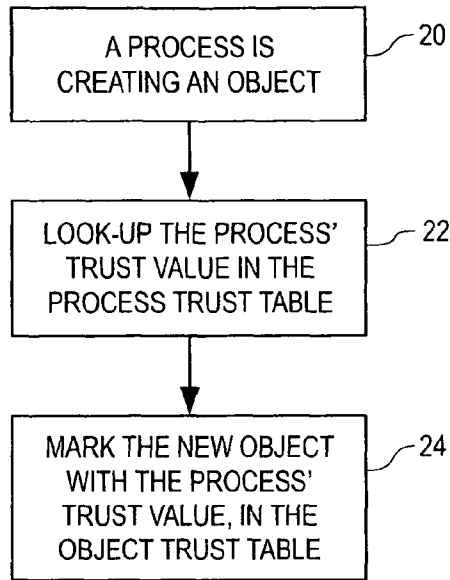 A PROCESS IS
CREATING AN OBJECT
20
LOOK-UP THE PROCESS'
TRUST VALUE IN THE
PROCESS TRUST TABLE
22
MARK THE NEW OBJECT
WITH THE PROCESS'
TRUST VALUE, IN THE
OBJECT TRUST TABLE
24